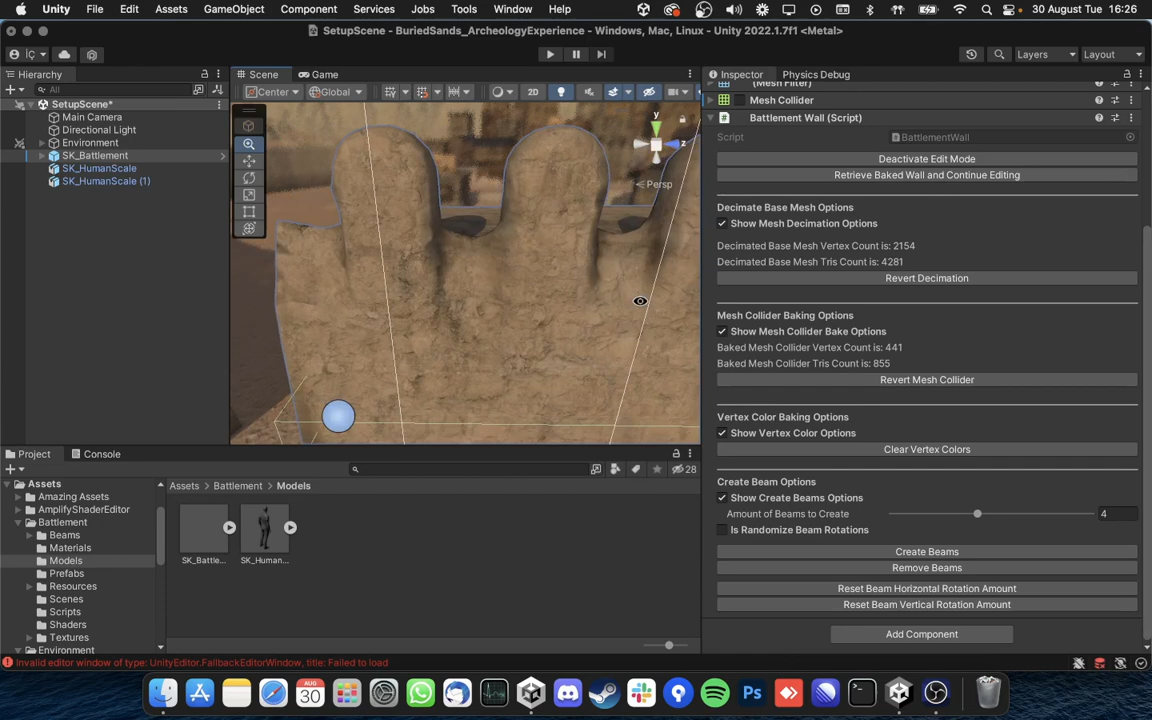 Unity File Edit Assets GameObject Component Services Jobs Tools Window Help 30 August Tue 16:26
SetupScene - BuriedSands_ArcheologyExperience - Windows, Mac, Linux - Unity 2022.1.7f1 <Metal>
İÇ Layers Layout
Hierarchy
All
SetupScene*
Main Camera
Directional Light
Environment
SK_Battlement
SK_HumanScale
SK_HumanScale (1)
Scene Game
Center Global 2D
y
z
Persp
Inspector Physics Debug
(Mesh Filter)
Mesh Collider
Battlement Wall (Script)
Script BattlementWall
Deactivate Edit Mode
Retrieve Baked Wall and Continue Editing
Decimate Base Mesh Options
Show Mesh Decimation Options
Decimated Base Mesh Vertex Count is: 2154
Decimated Base Mesh Tris Count is: 4281
Revert Decimation
Mesh Collider Baking Options
Show Mesh Collider Bake Options
Baked Mesh Collider Vertex Count is: 441
Baked Mesh Collider Tris Count is: 855
Revert Mesh Collider
Vertex Color Baking Options
Show Vertex Color Options
Clear Vertex Colors
Create Beam Options
Show Create Beams Options
Amount of Beams to Create 4
Is Randomize Beam Rotations
Create Beams
Remove Beams
Reset Beam Horizontal Rotation Amount
Reset Beam Vertical Rotation Amount
Add Component
Project Console
28
Assets
Amazing Assets
AmplifyShaderEditor
Battlement
Beams
Materials
Models
Prefabs
Resources
Scenes
Scripts
Shaders
Textures
Environment
Assets > Battlement > Models
SK_Battle...
SK_Human...
Invalid editor window of type: UnityEditor.FallbackEditorWindow, title: Failed to load
AUG
30
Ps